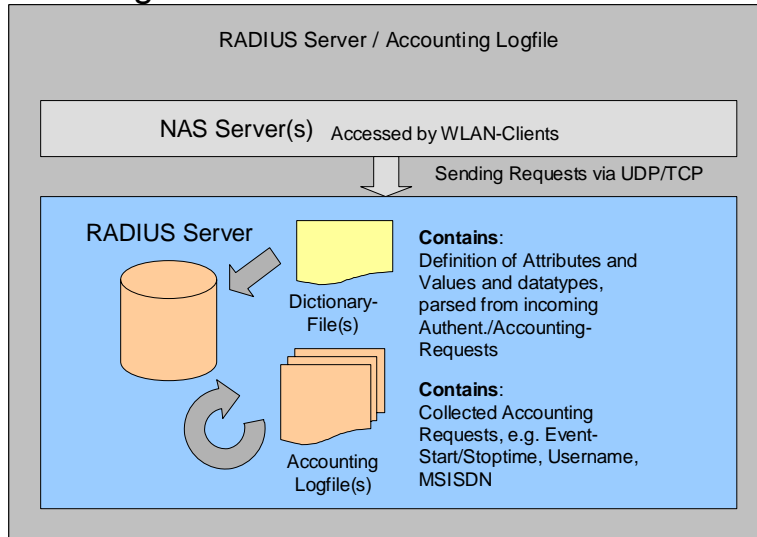 RADIUS Server / Accounting Logfile
NAS Server(s) Accessed by WLAN-Clients
Sending Requests via UDP/TCP
RADIUS Server
Dictionary-
File(s)
Contains:
Definition of Attributes and
Values and datatypes,
parsed from incoming
Authent./Accounting-
Requests
Accounting
Logfile(s)
Contains:
Collected Accounting
Requests, e.g. Event-
Start/Stoptime, Username,
MSISDN